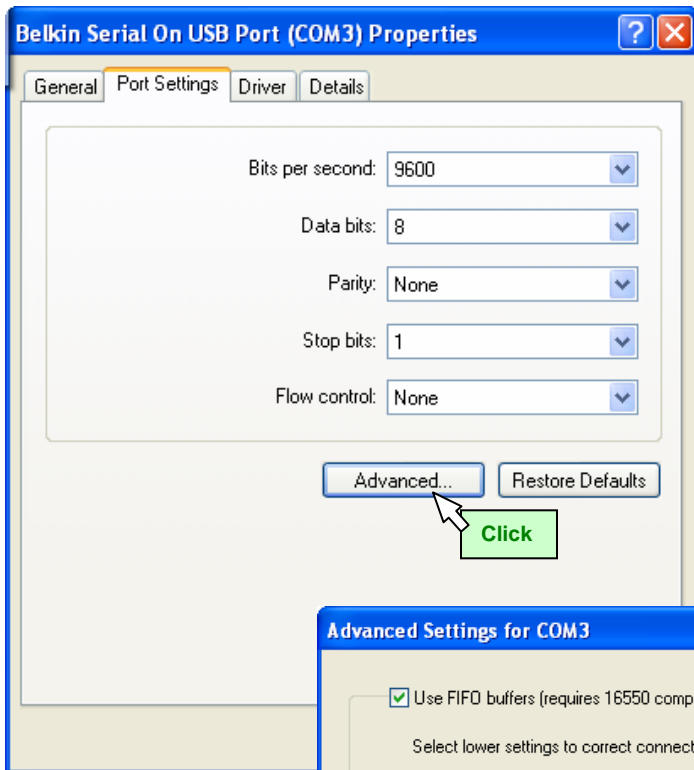 Belkin Serial On USB Port (COM3) Properties
General Port Settings Driver Details
Bits per second: 9600
Data bits: 8
Parity: None
Stop bits: 1
Flow control: None
Advanced... Restore Defaults
Click
Advanced Settings for COM3
Use FIFO buffers (requires 16550 comp
Select lower settings to correct connect